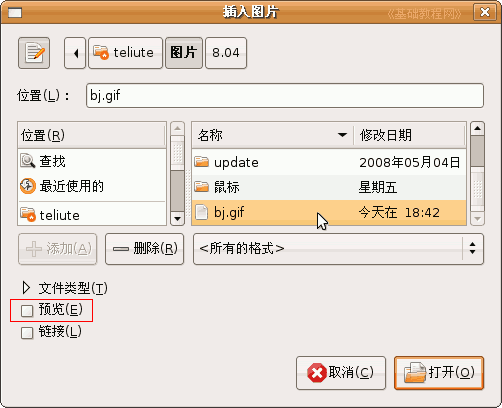 插入图片 《基础教程网》
teliute 图片 8.04
位置(L)： bj.gif
位置(R) 名称 修改日期
查找 update 2008年05月04日
最近使用的 鼠标 星期五
teliute bj.gif 今天在 18:42
添加(A) 删除(R) <所有的格式>
文件类型(T)
预览(E)
链接(L)
取消(C) 打开(O)